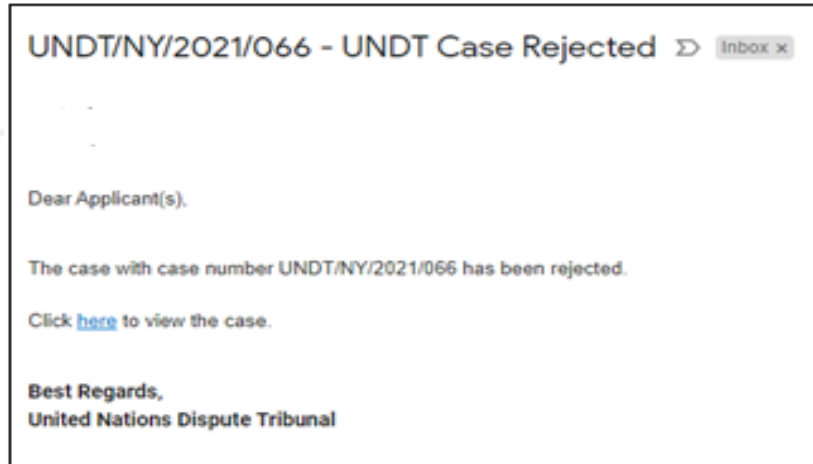 UNDT/NY/2021/066 - UNDT Case Rejected Inbox x
Dear Applicant(s),
The case with case number UNDT/NY/2021/066 has been rejected.
Click here to view the case.
Best Regards,
United Nations Dispute Tribunal